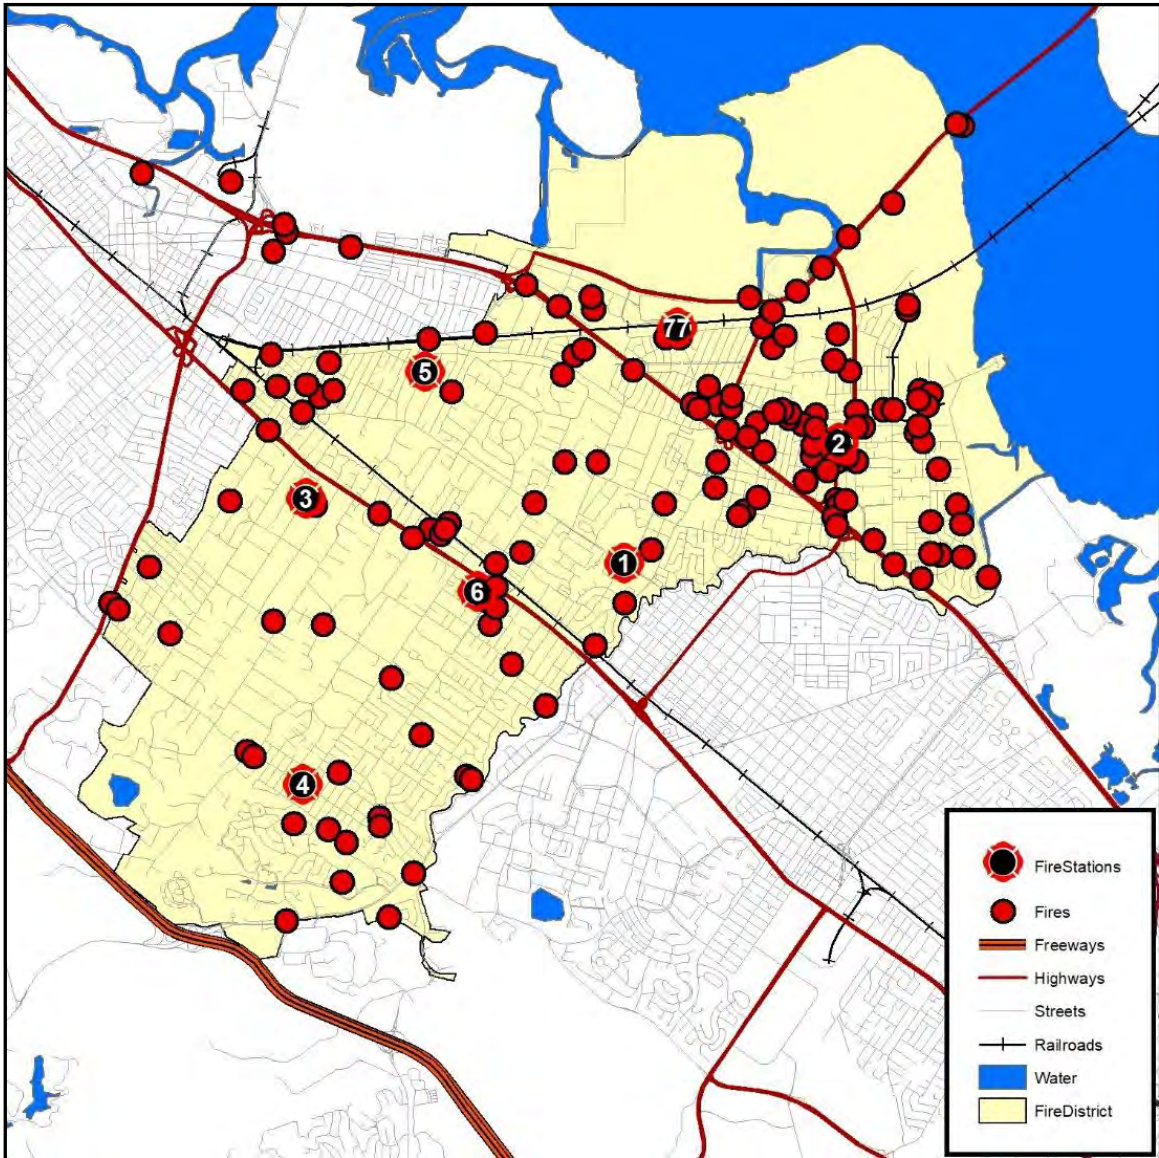 77
5
2
3
1
6
4
FireStations
Fires
Freeways
Highways
Streets
Railroads
Water
FireDistrict